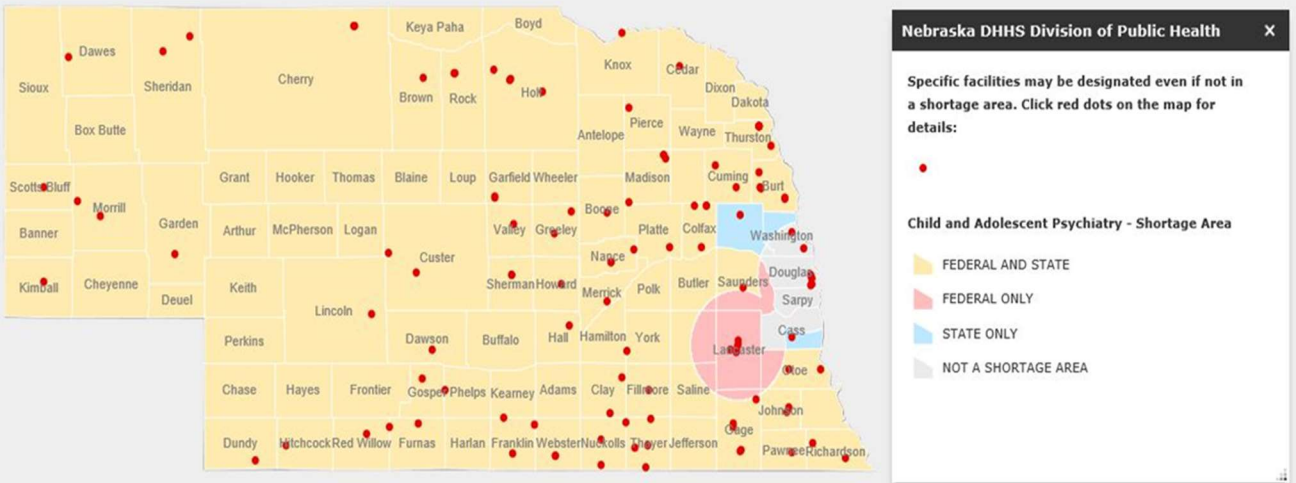 Keya Paha
Boyd
Dawes
Knox
Cedar
Sioux
Sheridan
Cherry
Brown
Rock
Holt
Dixon
Dakota
Box Butte
Antelope
Pierce
Wayne
Thurston
Scotts Bluff
Morrill
Grant
Hooker
Thomas
Blaine
Loup
Garfield
Wheeler
Madison
Cuming
Burt
Banner
Garden
Arthur
McPherson
Logan
Custer
Valley
Greeley
Boone
Platte
Colfax
Washington
Kimball
Cheyenne
Deuel
Keith
Lincoln
Sherman
Howard
Nance
Merrick
Polk
Butler
Saunders
Douglas
Sarpy
Perkins
Dawson
Buffalo
Hall
Hamilton
York
Lancaster
Cass
Chase
Hayes
Frontier
Gosper
Phelps
Kearney
Adams
Clay
Fillmore
Saline
Otoe
Johnson
Dundy
Hitchcock
Red Willow
Furnas
Harlan
Franklin
Webster
Nuckolls
Thayer
Jefferson
Gage
Pawnee
Richardson
Nebraska DHHS Division of Public Health
X
Specific facilities may be designated even if not in
a shortage area. Click red dots on the map for
details:
Child and Adolescent Psychiatry - Shortage Area
FEDERAL AND STATE
FEDERAL ONLY
STATE ONLY
NOT A SHORTAGE AREA